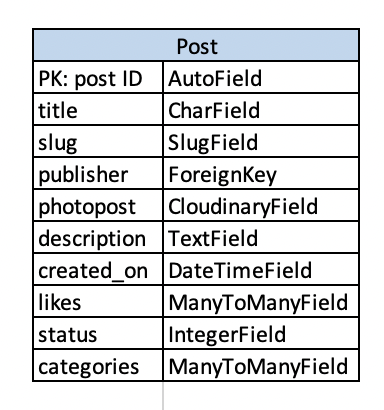 Post
PK: post ID AutoField
title CharField
slug SlugField
publisher ForeignKey
photopost CloudinaryField
description TextField
created_on DateTimeField
likes ManyToManyField
status IntegerField
categories ManyToManyField